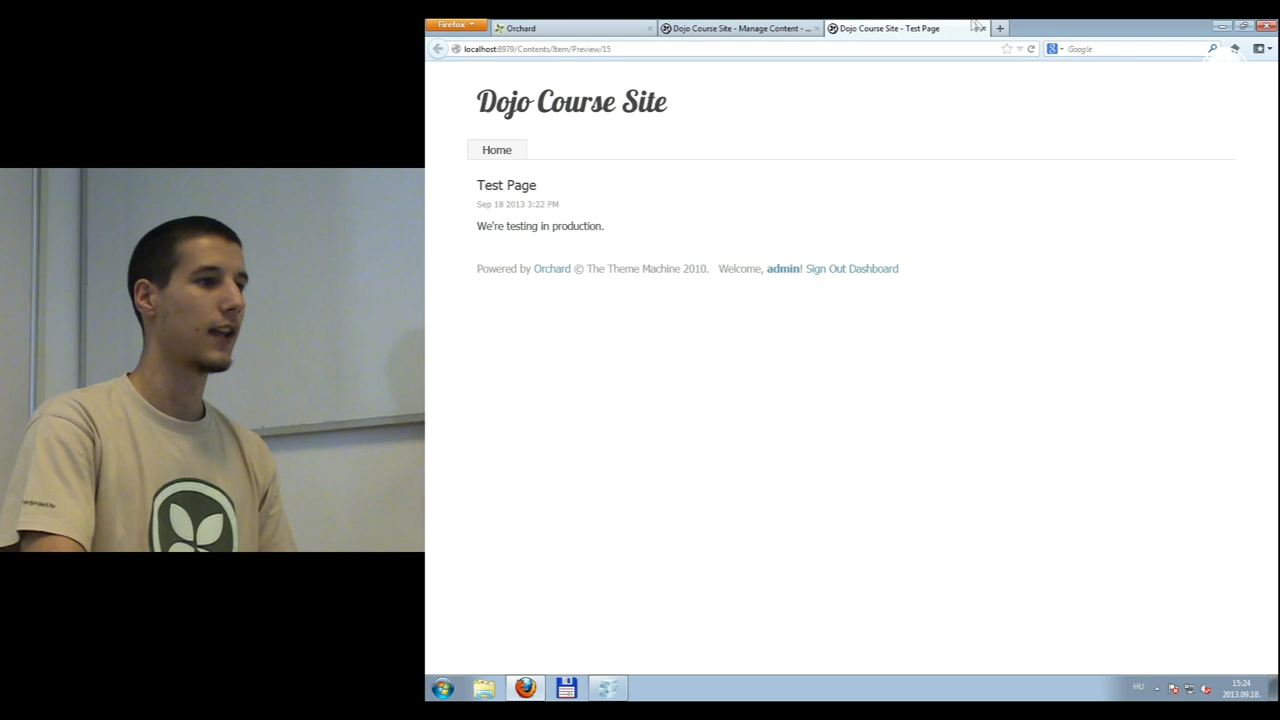 Firefox
Orchard
Dojo Course Site - Manage Content - ...
Dojo Course Site - Test Page
localhost:8979/Contents/Item/Preview/15
Google
Dojo Course Site
Home
Test Page
Sep 18 2013 3:22 PM
We're testing in production.
Powered by Orchard © The Theme Machine 2010. Welcome, admin! Sign Out Dashboard
HU
15:24
2013.09.18.